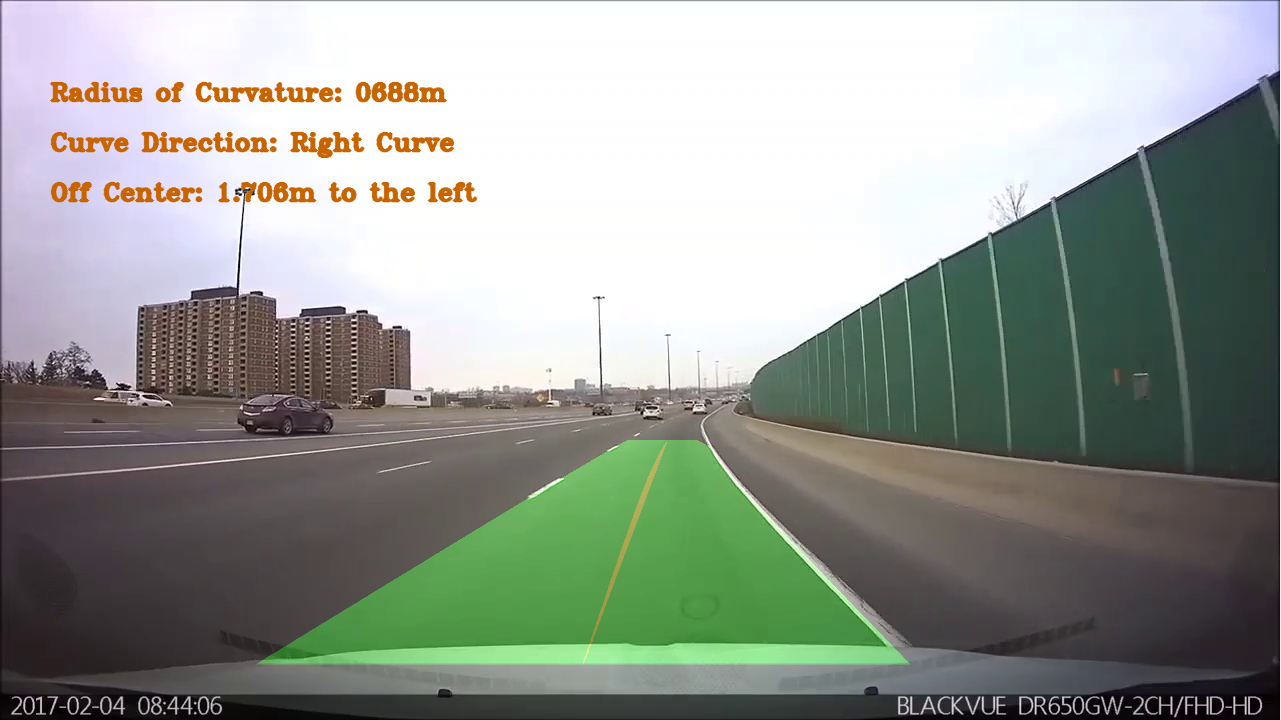 Radius of Curvature: 0688m
Curve Direction: Right Curve
Off Center: 1.706m to the left
2017-02-04 08:44:06
BLACKVUE DR650GW-2CH/FHD-HD